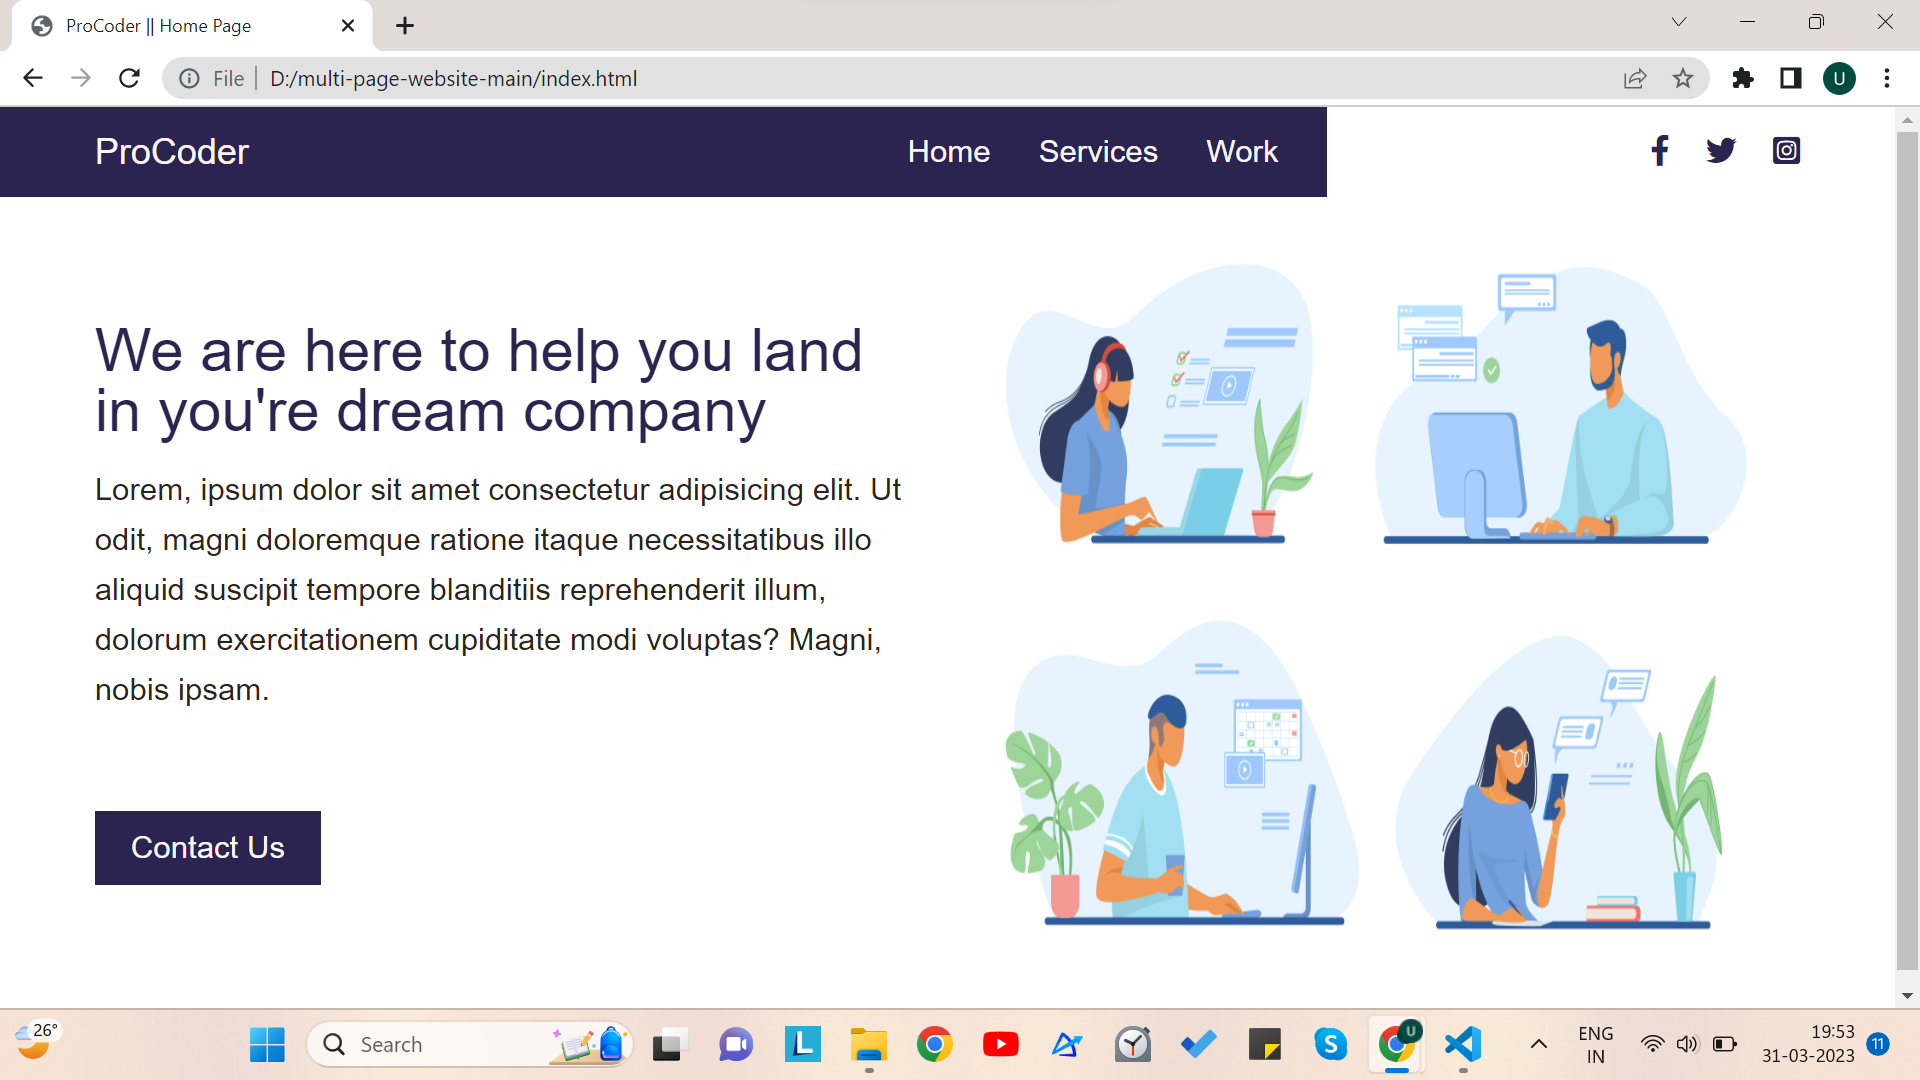 ProCoder || Home Page
File
D:/multi-page-website-main/index.html
U
ProCoder
Home
Services
Work
We are here to help you land
in you're dream company
Lorem, ipsum dolor sit amet consectetur adipisicing elit. Ut
odit, magni doloremque ratione itaque necessitatibus illo
aliquid suscipit tempore blanditiis reprehenderit illum,
dolorum exercitationem cupiditate modi voluptas? Magni,
nobis ipsam.
Contact Us
26°
Search
L
S
U
ENG
IN
19:53
31-03-2023
11